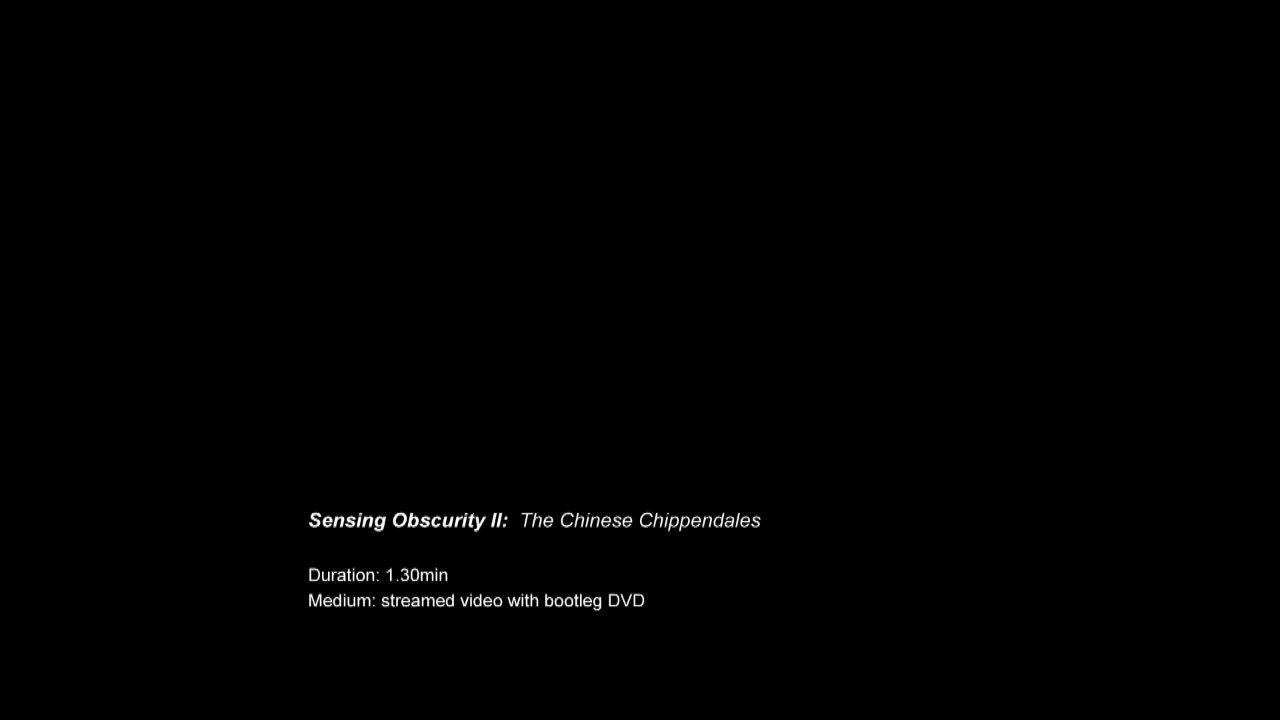 Sensing Obscurity II: The Chinese Chippendales
Duration: 1.30min
Medium: streamed video with bootleg DVD